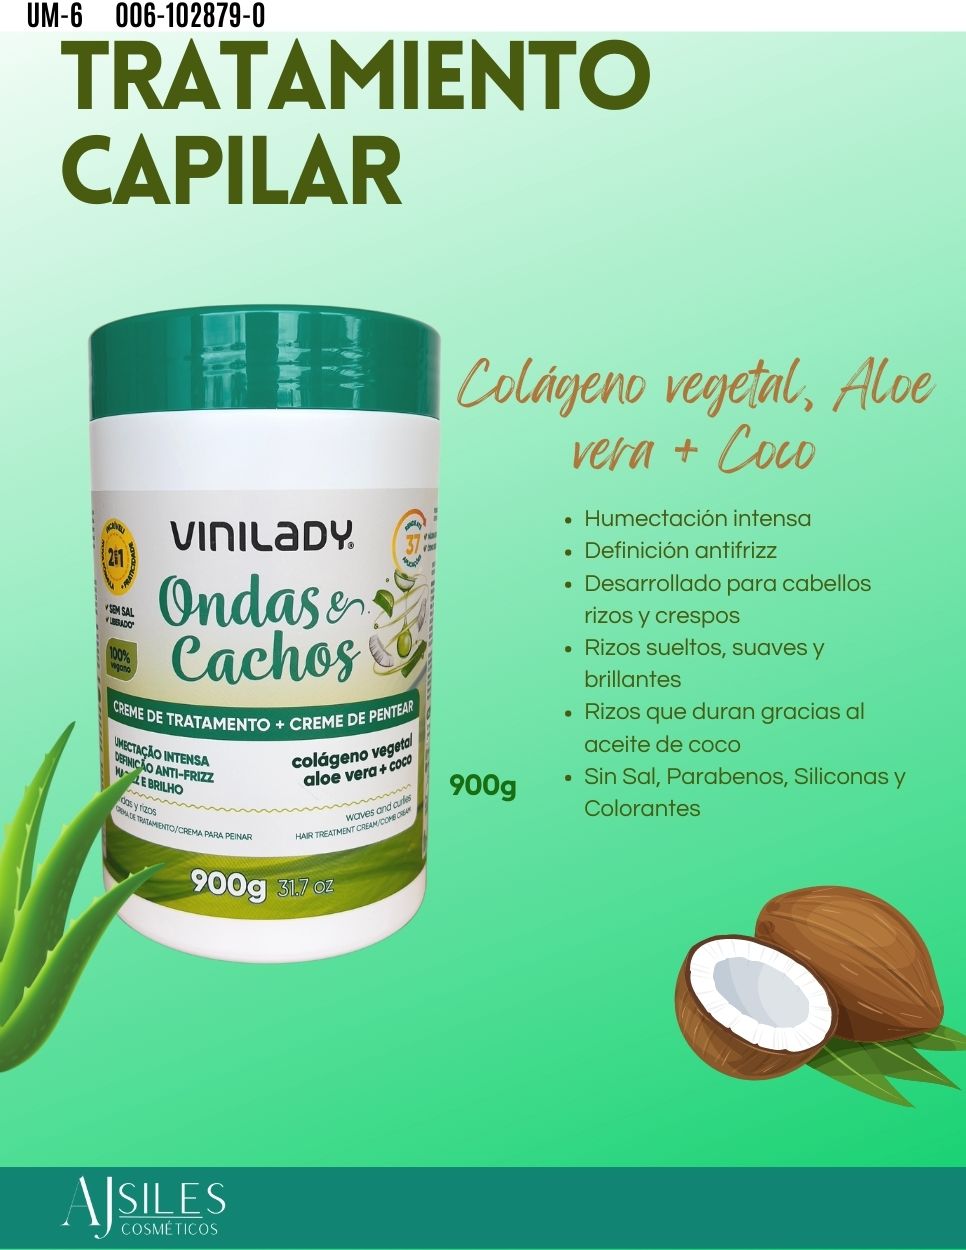 UM-6 006-102879-0
TRATAMIENTO
CAPILAR
Colágeno vegetal, Aloe
vera + Coco
Humectación intensa
Definición antifrizz
Desarrollado para cabellos
rizos y crespos
Rizos sueltos, suaves y
brillantes
Rizos que duran gracias al
aceite de coco
Sin Sal, Parabenos, Siliconas y
Colorantes
900g
VINILADY®
INCRÍVEL!
2em1
+ PRATICIDADE
37
Ondas e
Cachos
SEM SAL
LIBERADO*
100%
vegano
CREME DE TRATAMENTO + CREME DE PENTEAR
UMECTAÇÃO INTENSA
DEFINIÇÃO ANTI-FRIZZ
E BRILHO
colágeno vegetal
aloe vera + coco
y rizos
CREMA DE TRATAMIENTO/CREMA PARA PEINAR
waves and curlies
HAIR TREATMENT CREAM/COMB CREAM
900g 31.7 oz
AJSILES
COSMÉTICOS